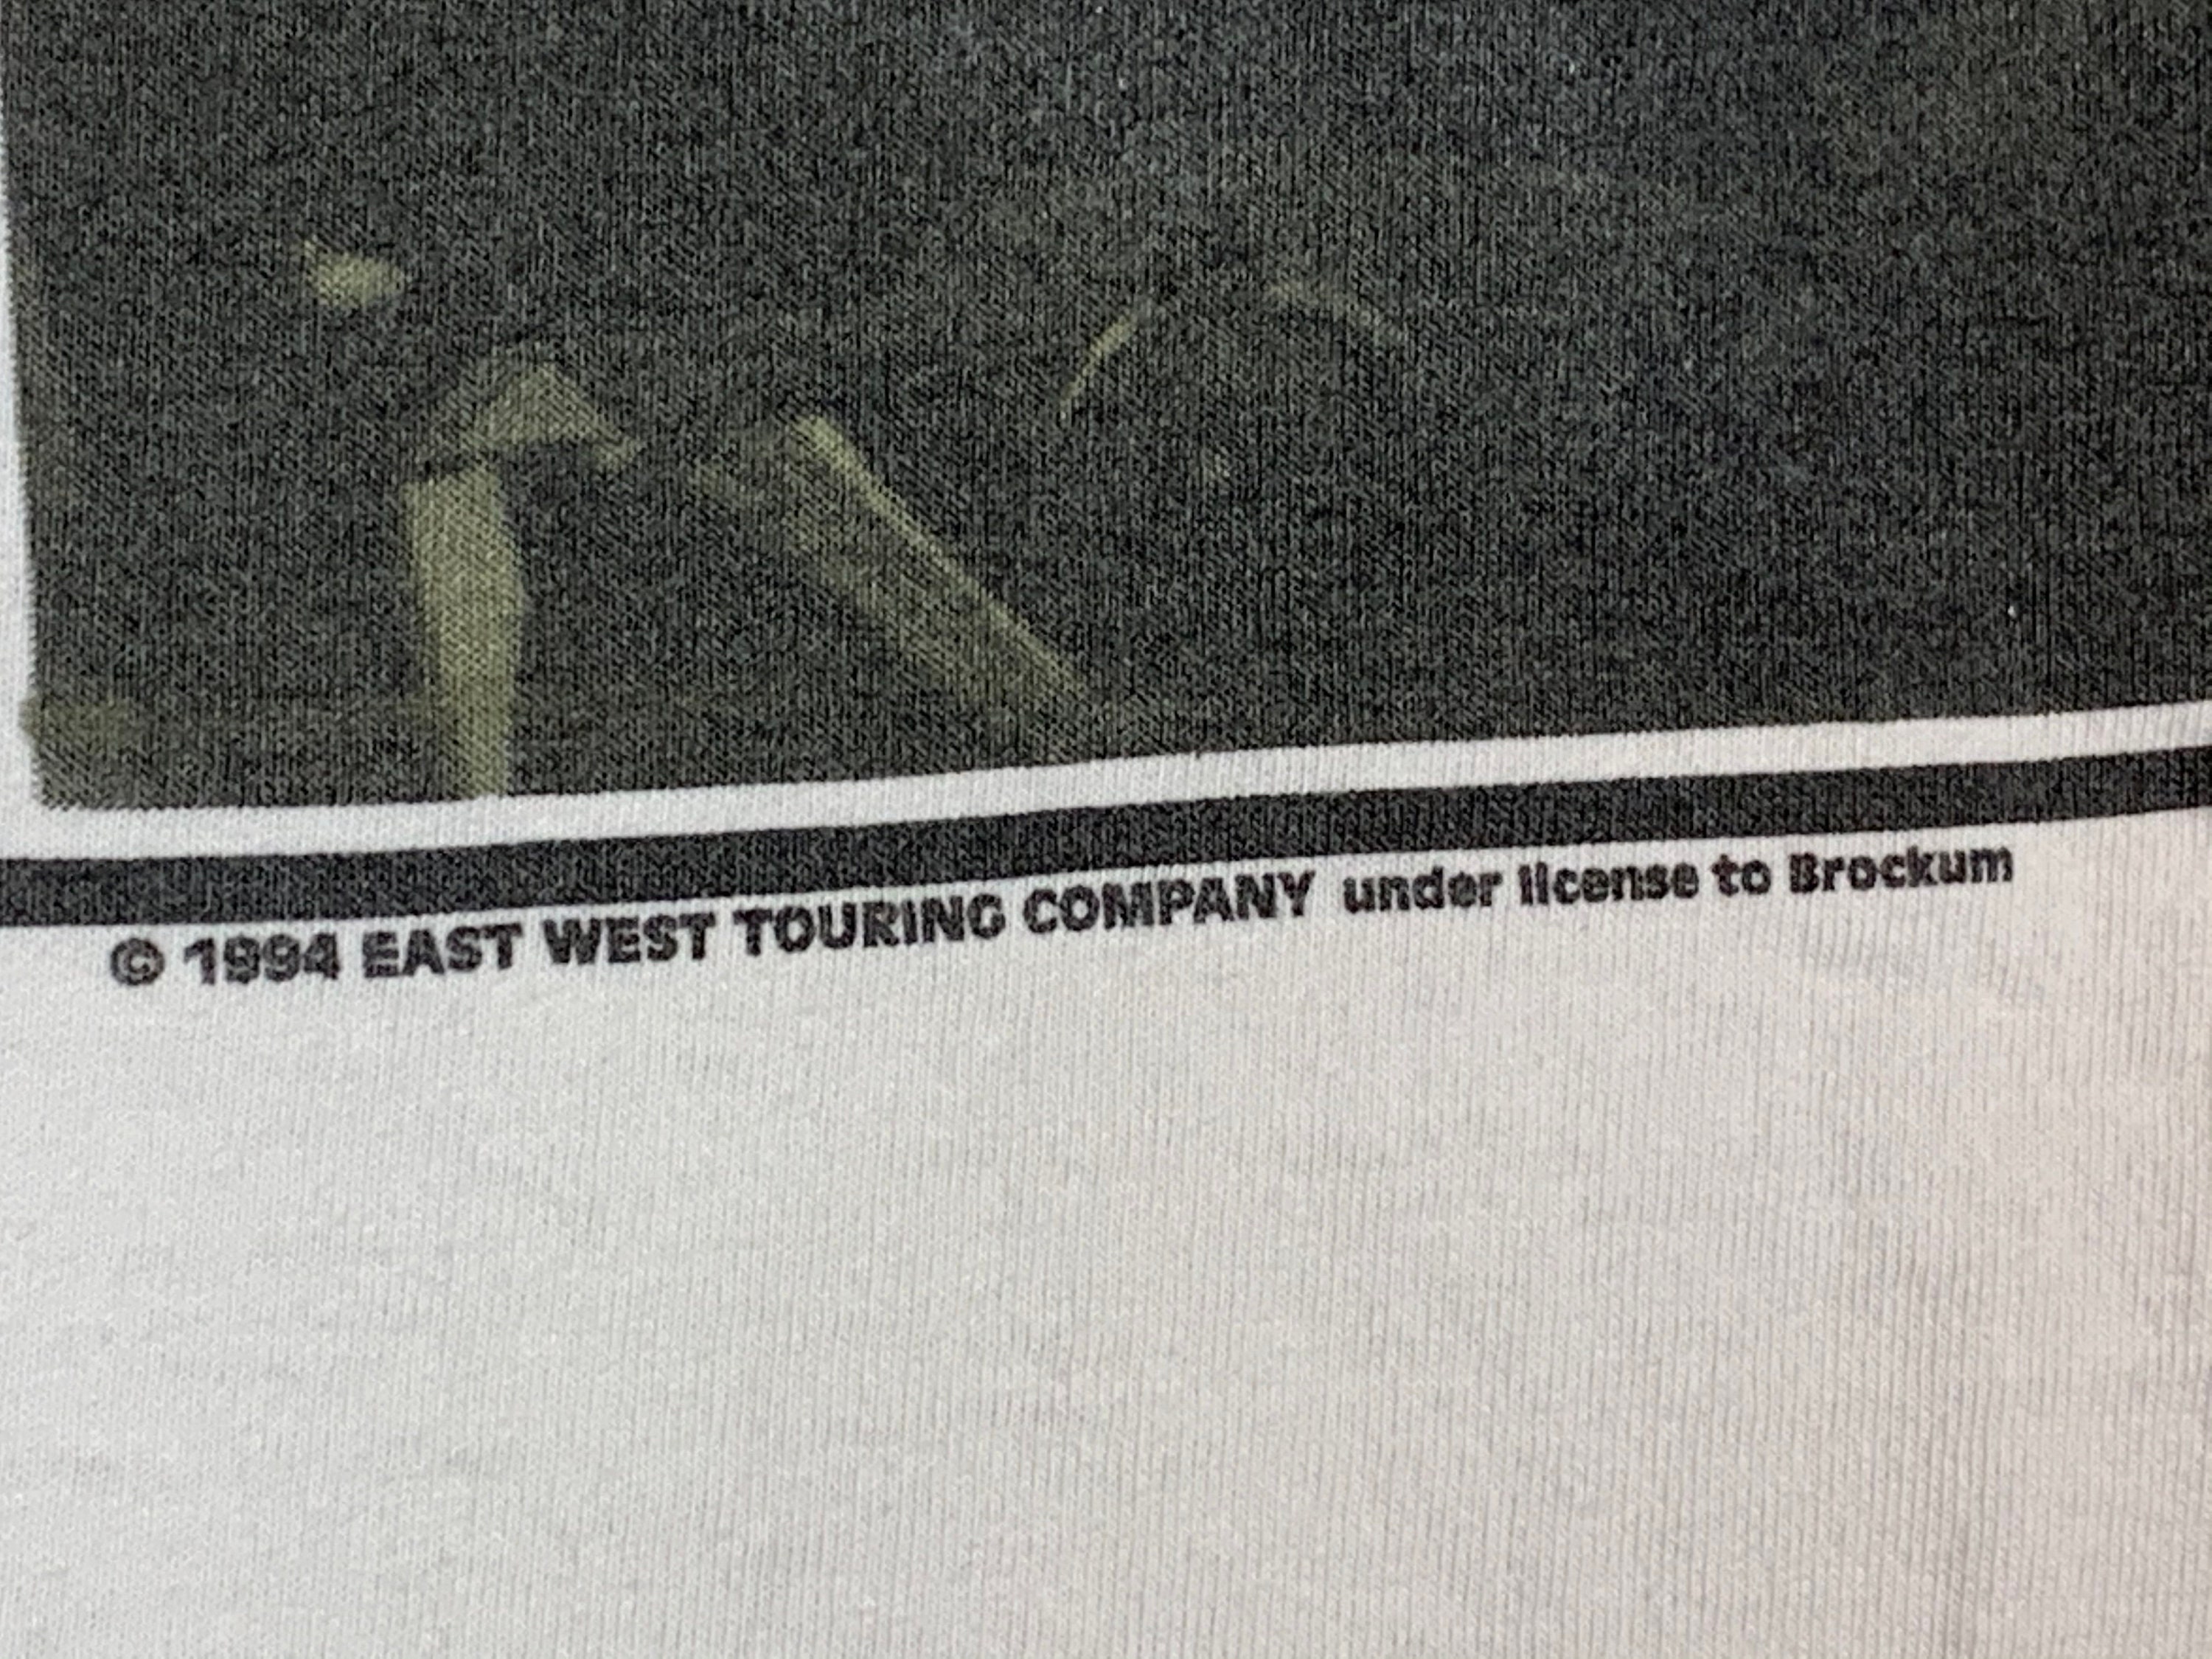 © 1994 EAST WEST TOURING COMPANY under license to Brockum